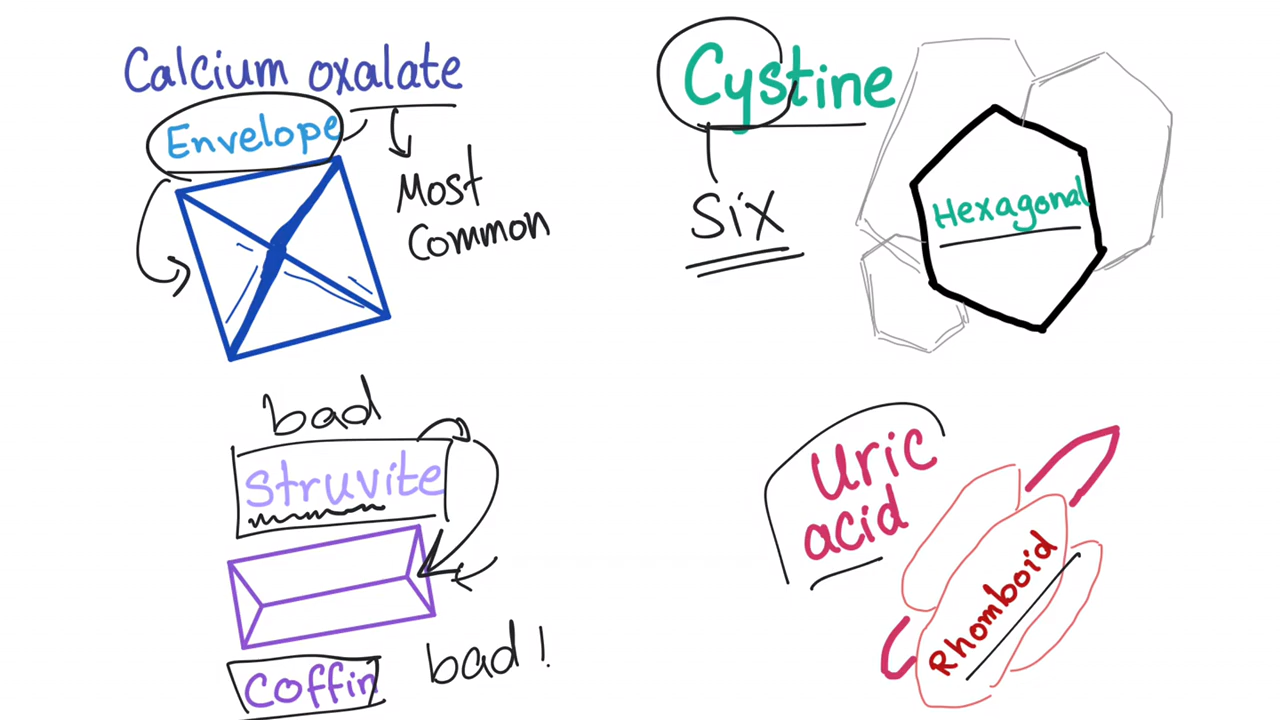 Calcium oxalate
Envelope
Most
Common
Cystine
Six
Hexagonal
bad
Struvite
Coffin
bad!
Uric
acid
Rhomboid